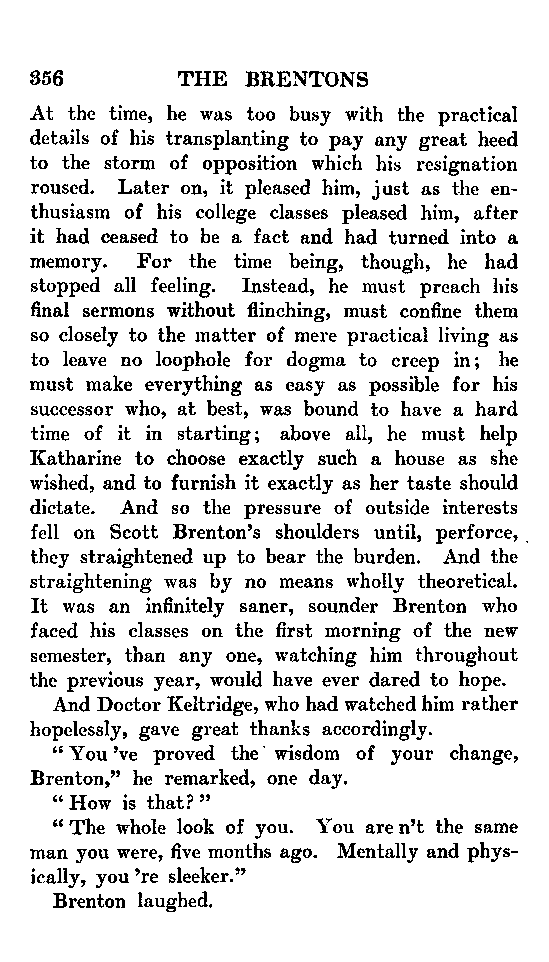 356 THE BRENTONS
At the time, he was too busy with the practical
details of his transplanting to pay any great heed
to the storm of opposition which his resignation
roused. Later on, it pleased him, just as the en-
thusiasm of his college classes pleased him, after
it had ceased to be a fact and had turned into a
memory. For the time being, though, he had
stopped all feeling. Instead, he must preach his
final sermons without flinching, must confine them
so closely to the matter of mere practical living as
to leave no loophole for dogma to creep in; he
must make everything as easy as possible for his
successor who, at best, was bound to have a hard
time of it in starting; above all, he must help
Katharine to choose exactly such a house as she
wished, and to furnish it exactly as her taste should
dictate. And so the pressure of outside interests
fell on Scott Brenton's shoulders until, perforce,
they straightened up to bear the burden. And the
straightening was by no means wholly theoretical.
It was an infinitely saner, sounder Brenton who
faced his classes on the first morning of the new
semester, than any one, watching him throughout
the previous year, would have ever dared to hope.
And Doctor Keltridge, who had watched him rather
hopelessly, gave great thanks accordingly.
"You 've proved the wisdom of your change,
Brenton," he remarked, one day.
"How is that?"
"The whole look of you. You are n't the same
man you were, five months ago. Mentally and phys-
ically, you 're sleeker."
Brenton laughed.